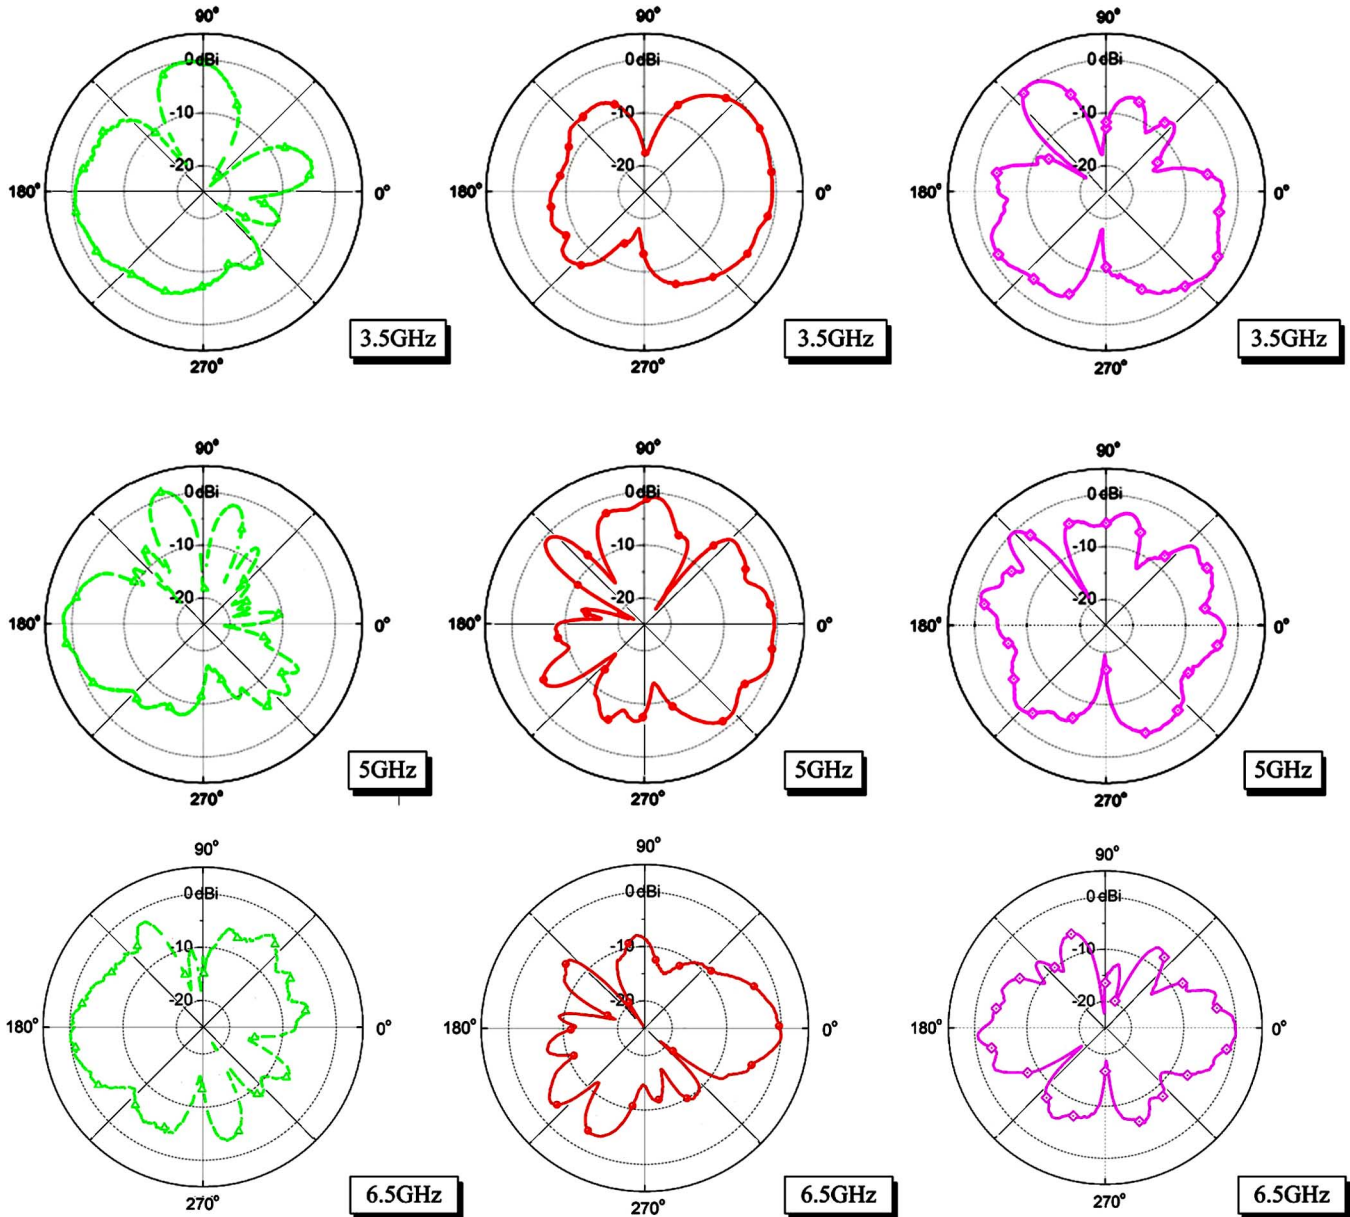 90° 90° 90°
0 dBi 0 dBi 0 dBi
-10 -10 -10
-20 -20 -20
180° 0° 180° 0° 180° 0°
3.5GHz 3.5GHz 3.5GHz
270° 270° 270°
90° 90° 90°
0 dBi 0 dBi 0 dBi
-10 -10 -10
-20 -20 -20
180° 0° 180° 0° 180° 0°
5GHz 5GHz 5GHz
270° 270° 270°
90° 90° 90°
0 dBi 0 dBi 0 dBi
-10 -10 -10
-20 -20 -20
180° 0° 180° 0° 180° 0°
6.5GHz 6.5GHz 6.5GHz
270° 270° 270°